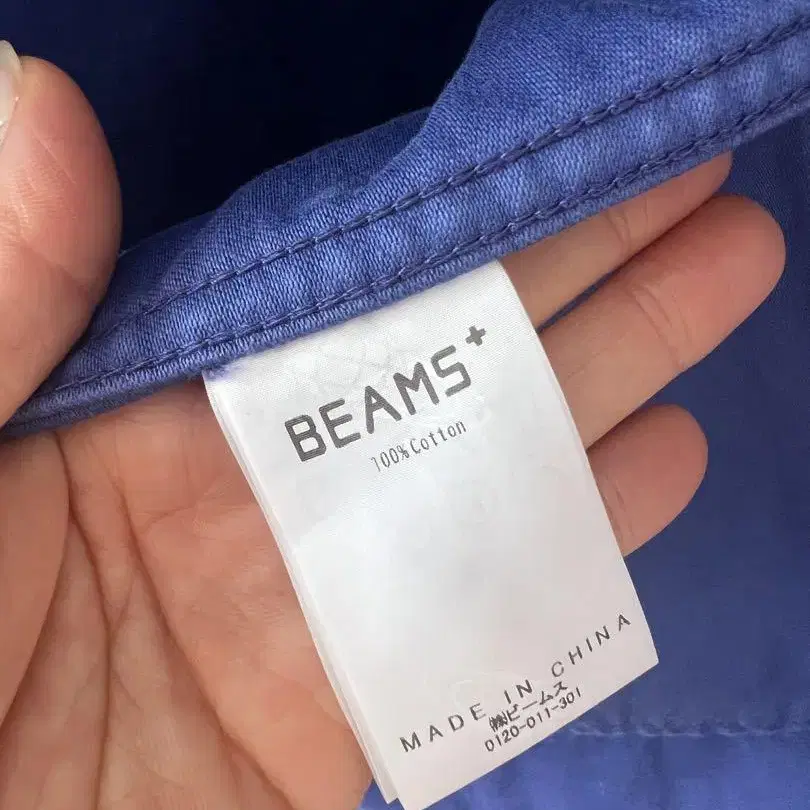 BEAMS+
100% Cotton
MADE IN CHINA
㈱ビームス
0120-011-301